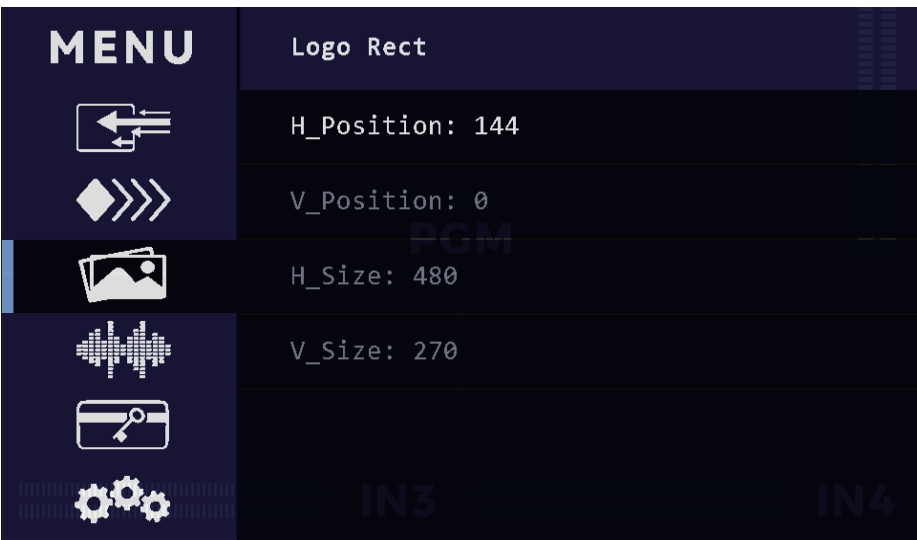 MENU
Logo Rect
H_Position: 144
V_Position: 0
PGM
H_Size: 480
V_Size: 270
IN3
IN4